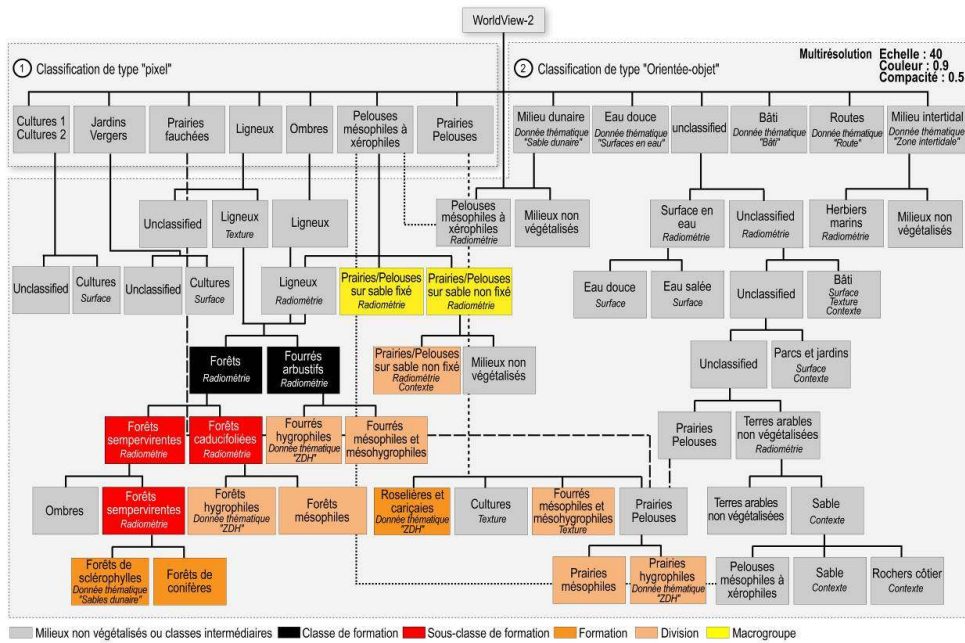 WorldView-2
1 Classification de type "pixel"
2 Classification de type "Orientée-objet"
Multirésolution Echelle : 40
Couleur : 0.9
Compacité : 0.5
Cultures 1
Cultures 2
Jardins
Vergers
Prairies
fauchées
Ligneux
Ombres
Pelouses
mésophiles à
xérophiles
Prairies
Pelouses
Milieu dunaire
Donnée thématique
"Sable dunaire"
Eau douce
Donnée thématique
"Surfaces en eau"
unclassified
Bâti
Donnée thématique
"Bâti"
Routes
Donnée thématique
"Route"
Milieu intertidal
Donnée thématique
"Zone intertidale"
Unclassified
Ligneux
Texture
Ligneux
Pelouses
mésophiles à
xérophiles
Radiométrie
Milieux non
végétalisés
Surface en
eau
Radiométrie
Unclassified
Radiométrie
Herbiers
marins
Radiométrie
Milieux non
végétalisés
Unclassified
Cultures
Surface
Unclassified
Cultures
Surface
Ligneux
Radiométrie
Prairies/Pelouses
sur sable fixé
Radiométrie
Prairies/Pelouses
sur sable non fixé
Radiométrie
Eau douce
Surface
Eau salée
Surface
Unclassified
Bâti
Surface
Texture
Contexte
Forêts
Radiométrie
Fourrés
arbustifs
Radiométrie
Prairies/Pelouses
sur sable non fixé
Radiométrie
Contexte
Milieux non
végétalisés
Unclassified
Parcs et jardins
Surface
Contexte
Forêts
sempervirentes
Radiométrie
Forêts
caducifoliées
Radiométrie
Fourrés
hygrophiles
Donnée thématique
"ZDH"
Fourrés
mésophiles et
mésohygrophiles
Prairies
Pelouses
Terres arables
non végétalisées
Radiométrie
Ombres
Forêts
sempervirentes
Radiométrie
Forêts
hygrophiles
Donnée thématique
"ZDH"
Forêts
mésophiles
Roselières et
cariçaies
Donnée thématique
"ZDH"
Cultures
Texture
Fourrés
mésophiles et
mésohygrophiles
Texture
Prairies
Pelouses
Terres arables
non végétalisées
Sable
Contexte
Forêts de
sclérophylles
Donnée thématique
"Sables dunaire"
Forêts de
conifères
Prairies
mésophiles
Prairies
hygrophiles
Donnée thématique
"ZDH"
Pelouses
mésophiles à
xérophiles
Sable
Contexte
Rochers côtier
Contexte
Milieux non végétalisés ou classes intermédiaires
Classe de formation
Sous-classe de formation
Formation
Division
Macrogroupe